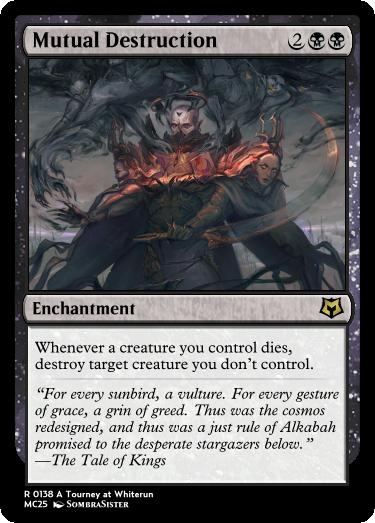 Mutual Destruction 2
Enchantment
Whenever a creature you control dies,
destroy target creature you don't control.
"For every sunbird, a vulture. For every gesture
of grace, a grin of greed. Thus was the cosmos
redesigned, and thus was a just rule of Alkabah
promised to the desperate stargazers below."
—The Tale of Kings
R 0138 A Tourney at Whiterun
MC25 SombraSister